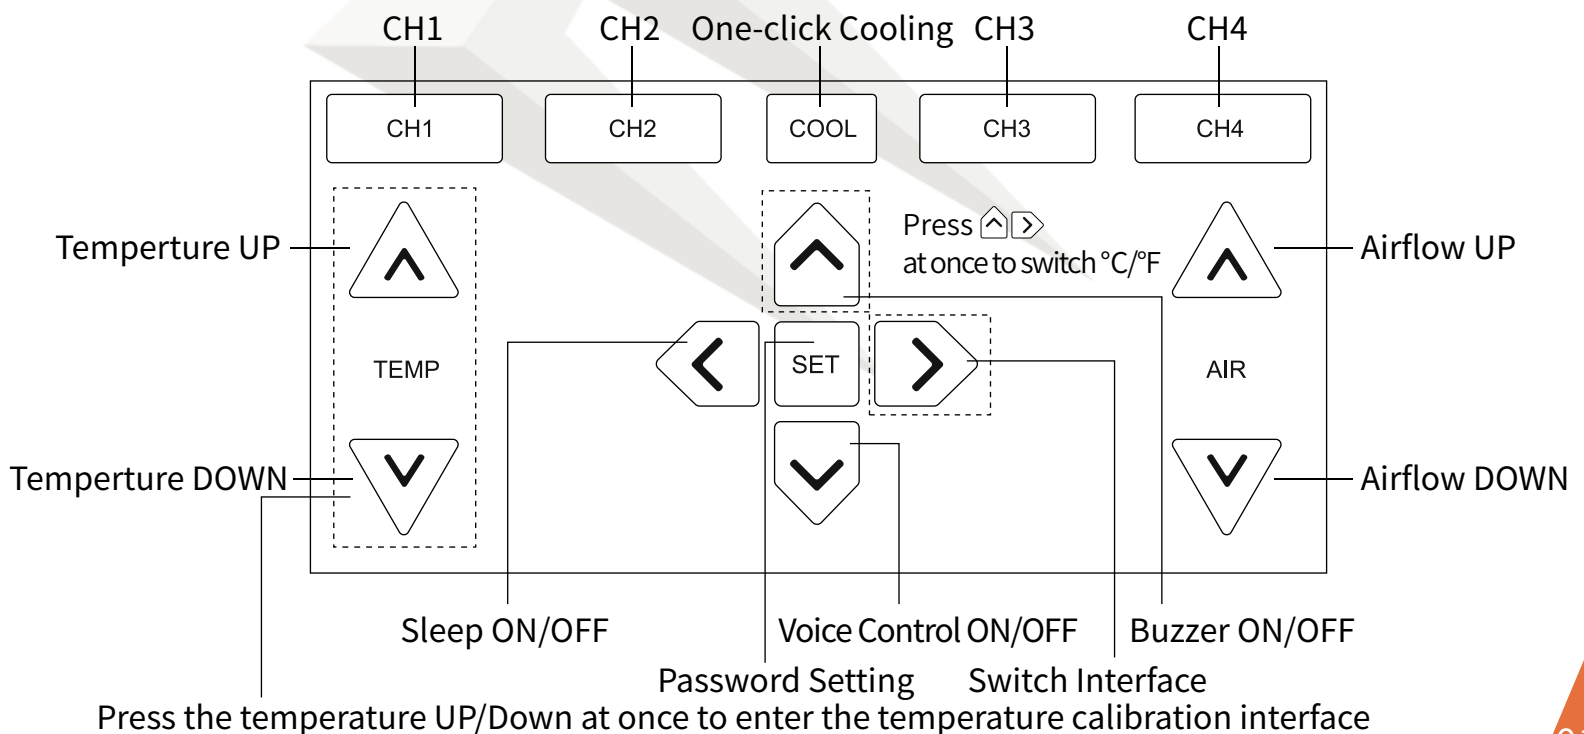 CH1 CH2 One-click Cooling CH3 CH4
CH1 CH2 COOL CH3 CH4
Press
at once to switch °C/°F
Temperture UP
Airflow UP
TEMP
SET
AIR
Temperture DOWN
Airflow DOWN
Sleep ON/OFF
Voice Control ON/OFF
Buzzer ON/OFF
Password Setting
Switch Interface
Press the temperature UP/Down at once to enter the temperature calibration interface